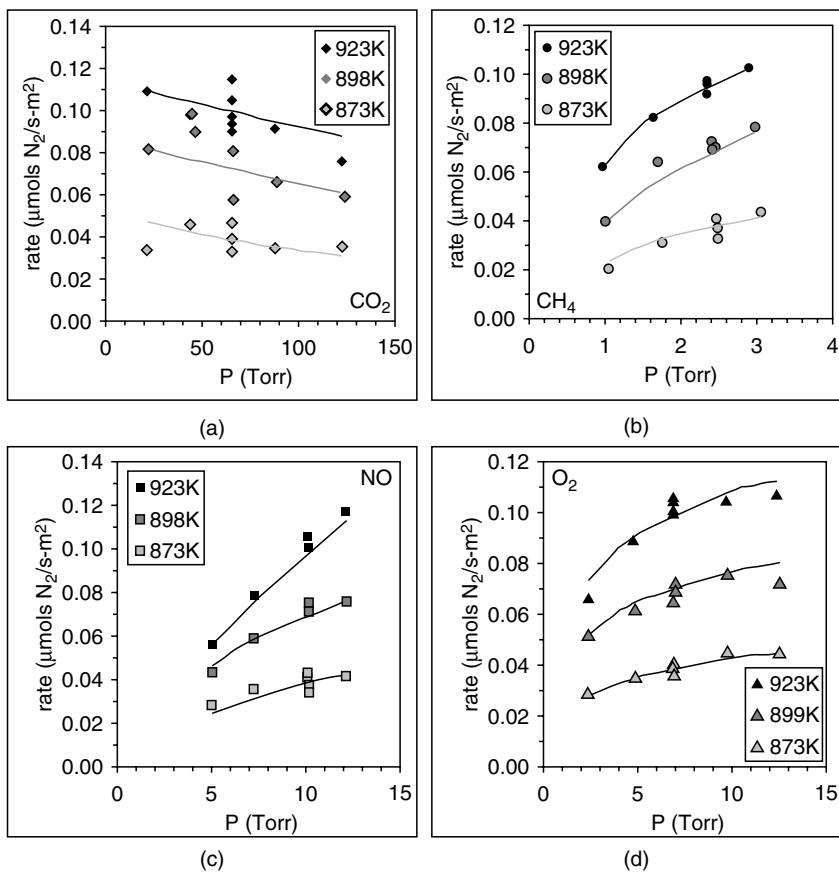 0.14
0.12
0.10
0.08
0.06
0.04
0.02
0.00
rate (μmols N₂/s-m²)
923K
898K
873K
CO₂
0 50 100 150
P (Torr)
(a)
0.12
0.10
0.08
0.06
0.04
0.02
0.00
rate (μmols N₂/s-m²)
923K
898K
873K
CH₄
0 1 2 3 4
P (Torr)
(b)
0.14
0.12
0.10
0.08
0.06
0.04
0.02
0.00
rate (μmols N₂/s-m²)
923K
898K
873K
NO
0 5 10 15
P (Torr)
(c)
0.12
0.10
0.08
0.06
0.04
0.02
0.00
rate (μmols N₂/s-m²)
O₂
923K
899K
873K
0 5 10 15
P (Torr)
(d)